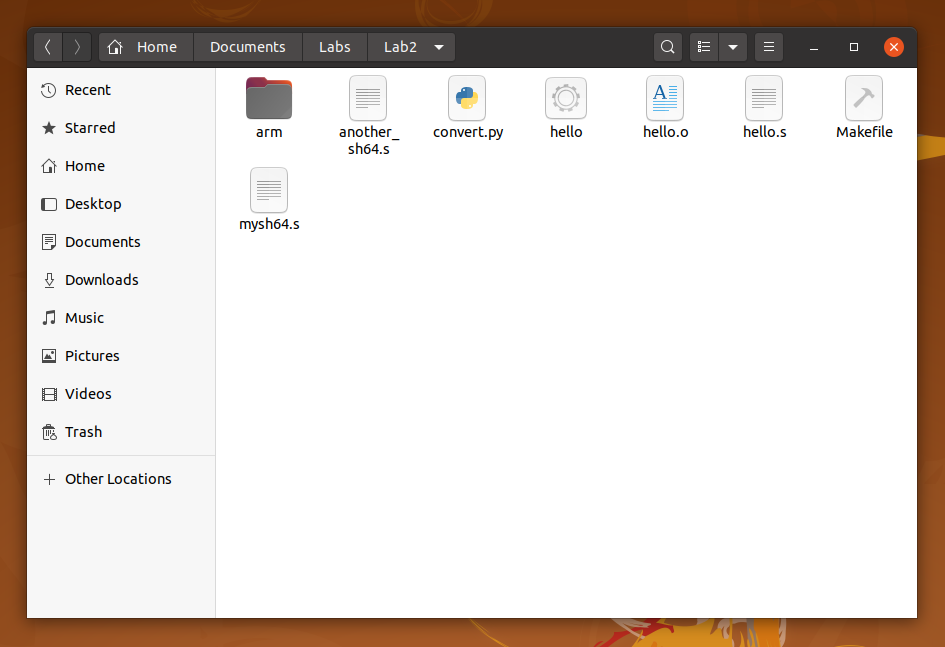 Home Documents Labs Lab2
Recent
Starred
Home
Desktop
Documents
Downloads
Music
Pictures
Videos
Trash
Other Locations
arm
another_
sh64.s
convert.py
hello
hello.o
hello.s
Makefile
mysh64.s